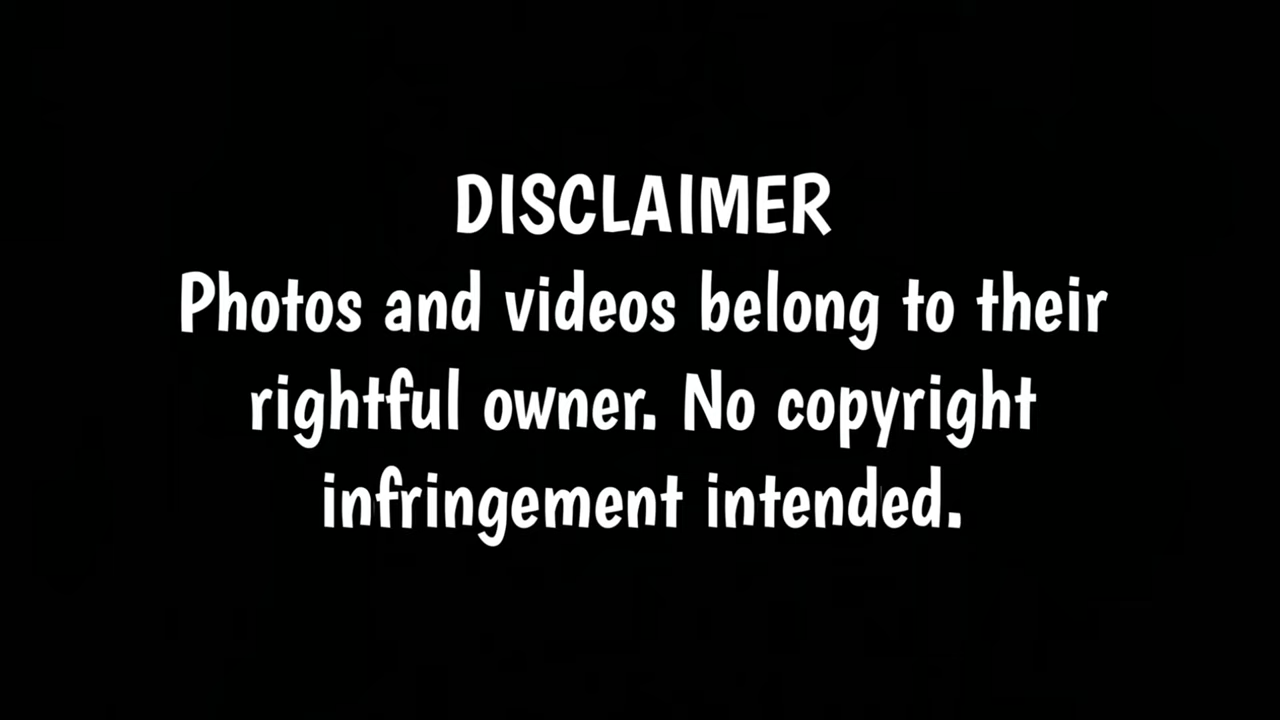 DISCLAIMER
Photos and videos belong to their
rightful owner. No copyright
infringement intended.